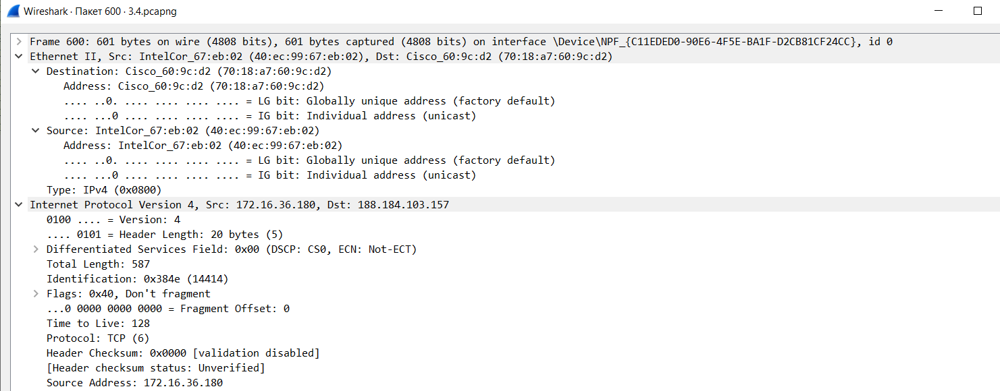 Wireshark · Пакет 600 · 3.4.pcapng
Frame 600: 601 bytes on wire (4808 bits), 601 bytes captured (4808 bits) on interface \Device\NPF_{C11EDED0-90E6-4F5E-BA1F-D2CB81CF24CC}, id 0
Ethernet II, Src: IntelCor_67:eb:02 (40:ec:99:67:eb:02), Dst: Cisco_60:9c:d2 (70:18:a7:60:9c:d2)
Destination: Cisco_60:9c:d2 (70:18:a7:60:9c:d2)
Address: Cisco_60:9c:d2 (70:18:a7:60:9c:d2)
.... ..0. .... .... .... .... = LG bit: Globally unique address (factory default)
.... ...0 .... .... .... .... = IG bit: Individual address (unicast)
Source: IntelCor_67:eb:02 (40:ec:99:67:eb:02)
Address: IntelCor_67:eb:02 (40:ec:99:67:eb:02)
.... ..0. .... .... .... .... = LG bit: Globally unique address (factory default)
.... ...0 .... .... .... .... = IG bit: Individual address (unicast)
Type: IPv4 (0x0800)
Internet Protocol Version 4, Src: 172.16.36.180, Dst: 188.184.103.157
0100 .... = Version: 4
.... 0101 = Header Length: 20 bytes (5)
Differentiated Services Field: 0x00 (DSCP: CS0, ECN: Not-ECT)
Total Length: 587
Identification: 0x384e (14414)
Flags: 0x40, Don't fragment
...0 0000 0000 0000 = Fragment Offset: 0
Time to Live: 128
Protocol: TCP (6)
Header Checksum: 0x0000 [validation disabled]
[Header checksum status: Unverified]
Source Address: 172.16.36.180